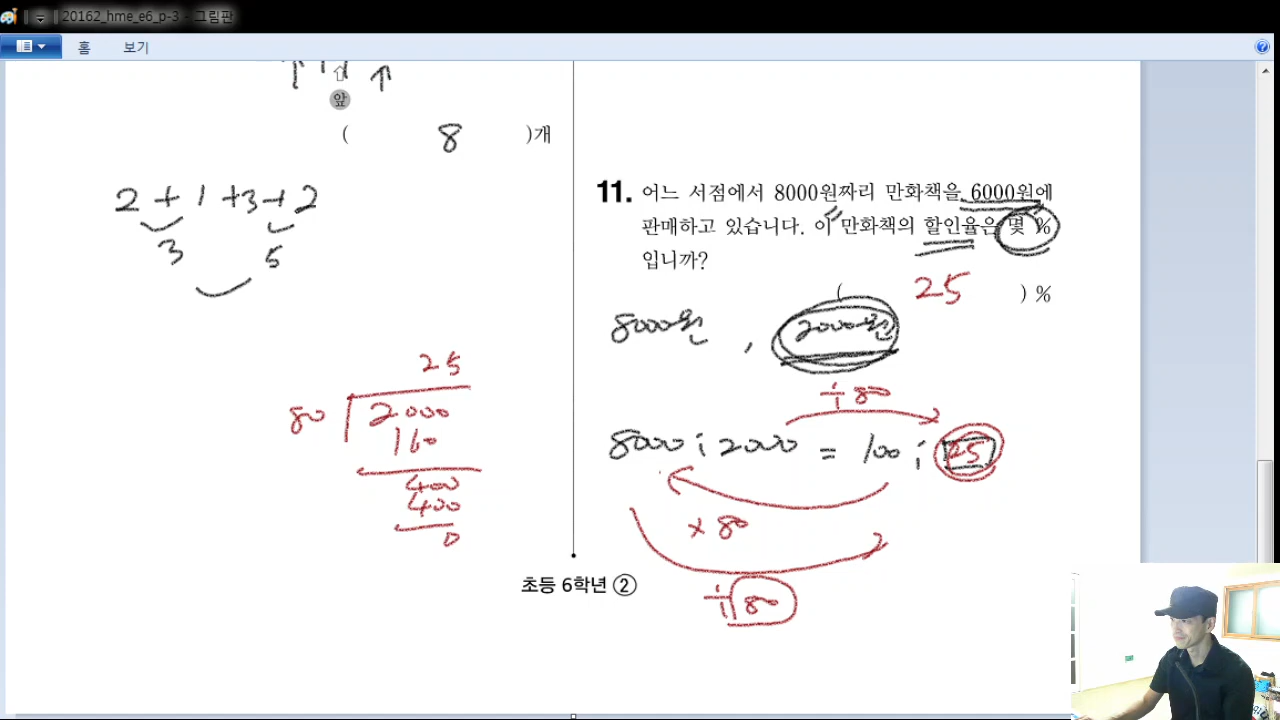 20162_hme_e6_p-3 - 그림판
홈 보기
앞
( 8 )개
2 + 1 + 3 + 2
3 5
25
80 2000
160
400
400
0
11. 어느 서점에서 8000원짜리 만화책을 6000원에
판매하고 있습니다. 이 만화책의 할인율은 몇 %
입니까?
( 25 ) %
8000원 , 2000원
÷80
8000 : 2000 = 100 : 25
×80
÷80
초등 6학년 ②